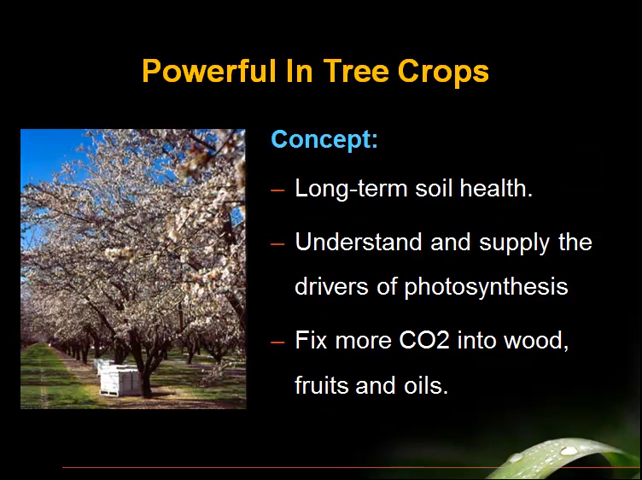 Powerful In Tree Crops
Concept:
– Long-term soil health.
– Understand and supply the
drivers of photosynthesis
– Fix more CO2 into wood,
fruits and oils.